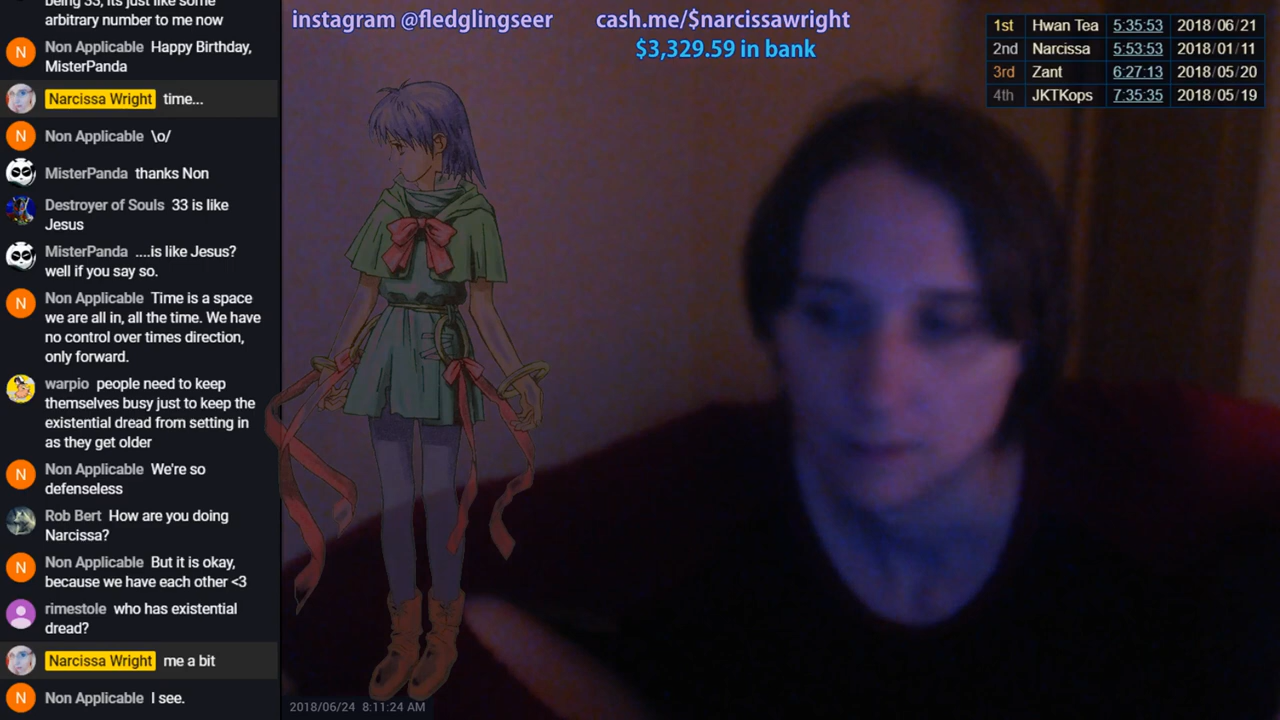 being 33, its just like some
arbitrary number to me now
Non Applicable Happy Birthday,
MisterPanda
Narcissa Wright time...
Non Applicable \o/
MisterPanda thanks Non
Destroyer of Souls 33 is like
Jesus
MisterPanda ....is like Jesus?
well if you say so.
Non Applicable Time is a space
we are all in, all the time. We have
no control over times direction,
only forward.
warpio people need to keep
themselves busy just to keep the
existential dread from setting in
as they get older
Non Applicable We're so
defenseless
Rob Bert How are you doing
Narcissa?
Non Applicable But it is okay,
because we have each other <3
rimestole who has existential
dread?
Narcissa Wright me a bit
Non Applicable I see.
instagram @fledglingseer cash.me/$narcissawright
$3,329.59 in bank
1st Hwan Tea 5:35:53 2018/06/21
2nd Narcissa 5:53:53 2018/01/11
3rd Zant 6:27:13 2018/05/20
4th JKTKops 7:35:35 2018/05/19
2018/06/24 8:11:24 AM